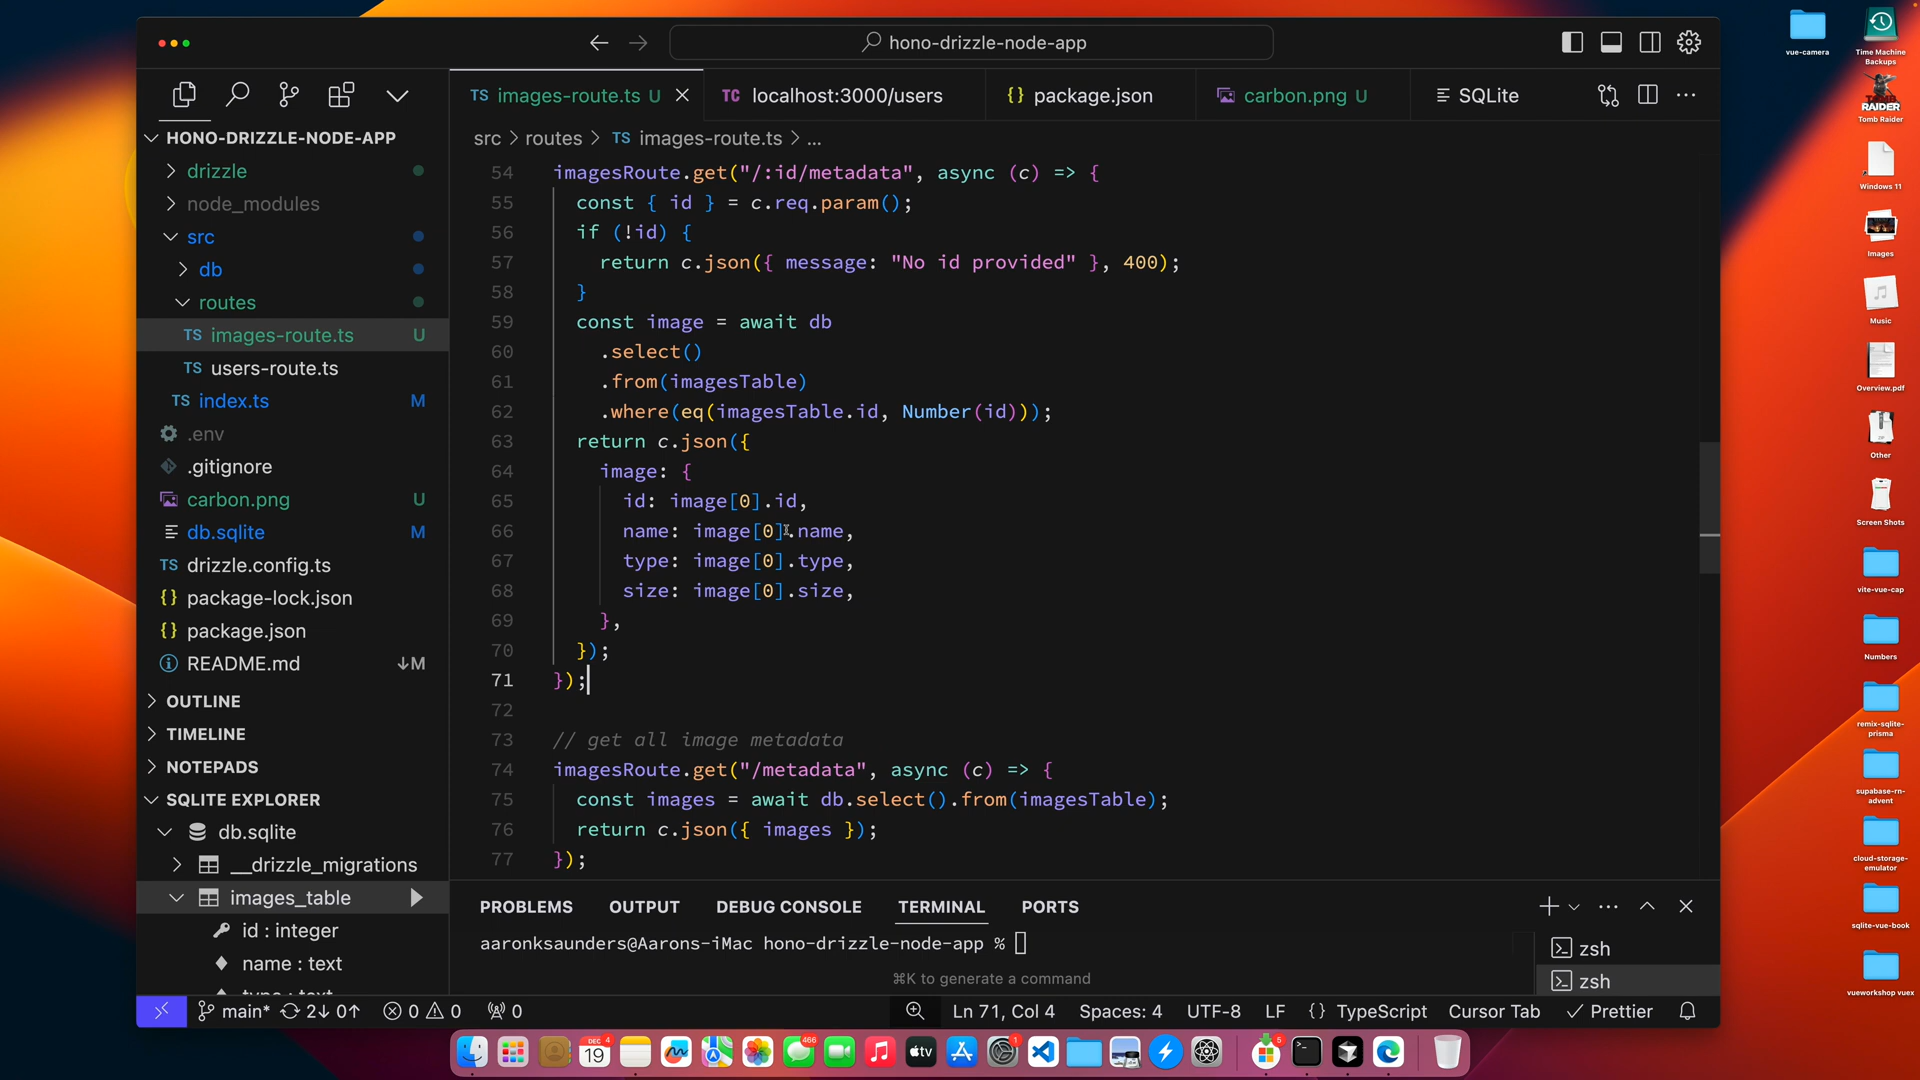 hono-drizzle-node-app
TS images-route.ts U
TC localhost:3000/users
{} package.json
carbon.png U
SQLite
src > routes > TS images-route.ts > ...
HONO-DRIZZLE-NODE-APP
drizzle
node_modules
src
db
routes
TS images-route.ts U
TS users-route.ts
TS index.ts M
.env
.gitignore
carbon.png U
db.sqlite M
TS drizzle.config.ts
{} package-lock.json
{} package.json
README.md ↓M
OUTLINE
TIMELINE
NOTEPADS
SQLITE EXPLORER
db.sqlite
__drizzle_migrations
images_table
id : integer
name : text
54 imagesRoute.get("/:id/metadata", async (c) => {
55 const { id } = c.req.param();
56 if (!id) {
57 return c.json({ message: "No id provided" }, 400);
58 }
59 const image = await db
60 .select()
61 .from(imagesTable)
62 .where(eq(imagesTable.id, Number(id)));
63 return c.json({
64 image: {
65 id: image[0].id,
66 name: image[0].name,
67 type: image[0].type,
68 size: image[0].size,
69 },
70 });
71 });
72
73 // get all image metadata
74 imagesRoute.get("/metadata", async (c) => {
75 const images = await db.select().from(imagesTable);
76 return c.json({ images });
77 });
PROBLEMS OUTPUT DEBUG CONSOLE TERMINAL PORTS
aaronksaunders@Aarons-iMac hono-drizzle-node-app %
⌘K to generate a command
zsh
zsh
main* 2↓ 0↑ 0 0 0
Ln 71, Col 4 Spaces: 4 UTF-8 LF {} TypeScript Cursor Tab Prettier
vue-camera
Time Machine
Backups
TOMB
RAIDER
Tomb Raider
Windows 11
Images
Music
Overview.pdf
ZIP
Other
Screen Shots
vite-vue-cap
Numbers
remix-sqlite-
prisma
supabase-rn-
advent
cloud-storage-
emulator
sqlite-vue-book
vueworkshop vuex
DEC
4
19
466
tv
1
5